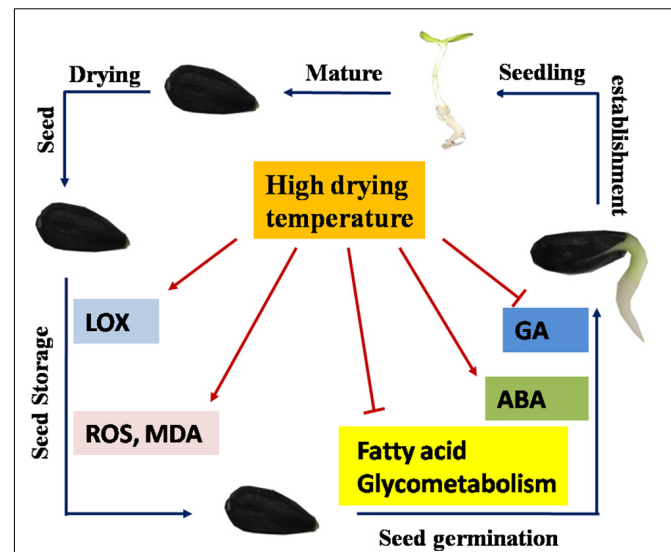 Drying
Mature
Seedling
establishment
Seed
High drying
temperature
LOX
GA
ROS, MDA
ABA
Seed Storage
Fatty acid
Glycometabolism
Seed germination